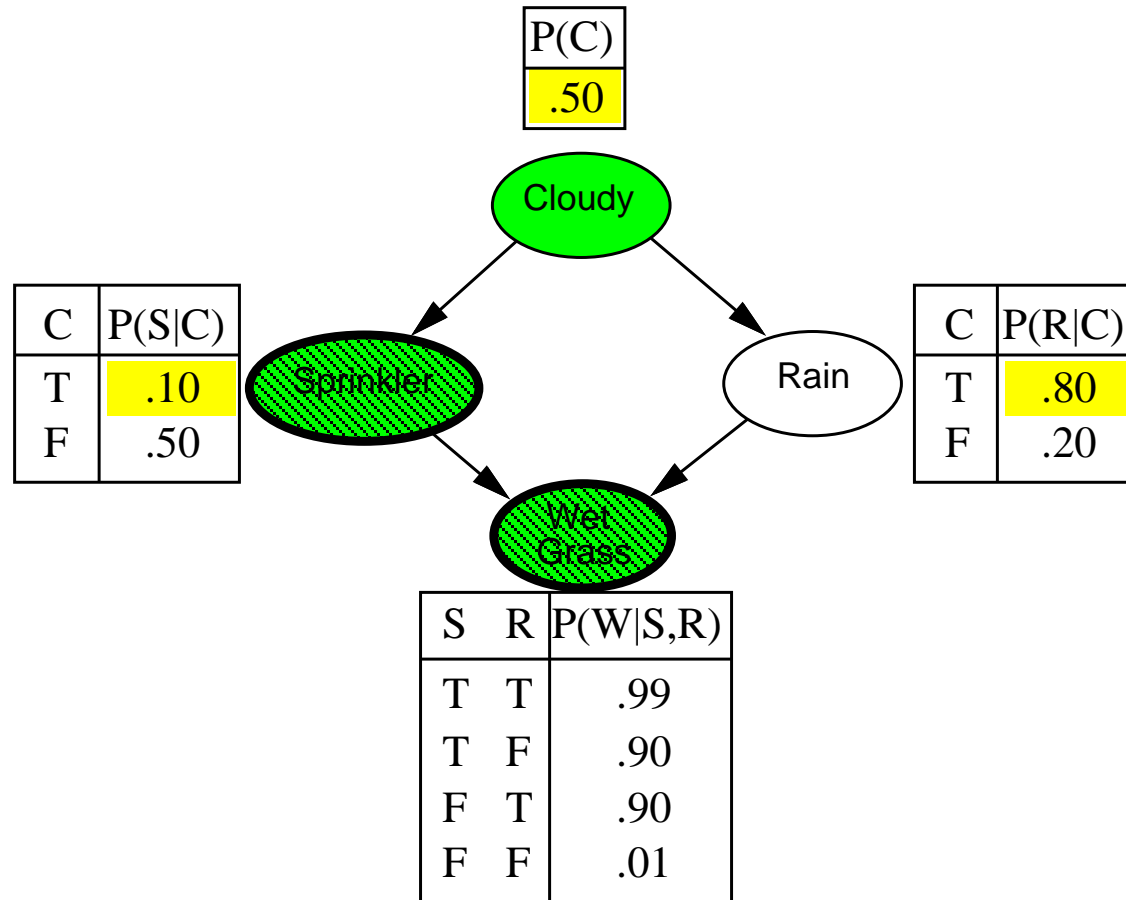 P(C)
.50
Cloudy
C P(S|C)
T .10
F .50
Sprinkler
Rain
C P(R|C)
T .80
F .20
Wet
Grass
S R P(W|S,R)
T T .99
T F .90
F T .90
F F .01